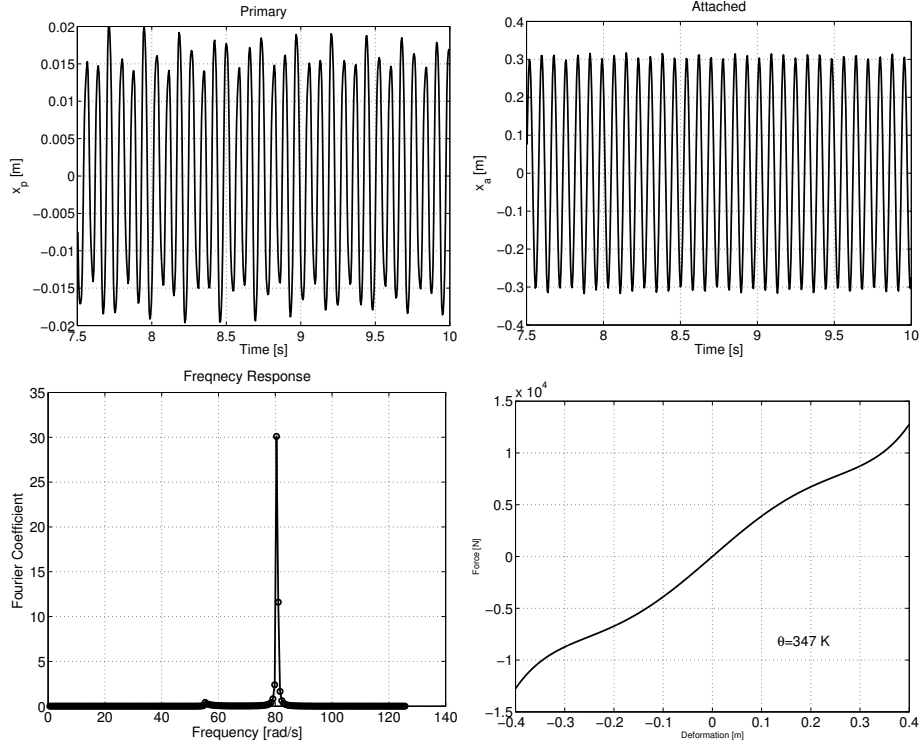 Primary
0.02
0.015
0.01
0.005
0
−0.005
−0.01
−0.015
−0.02
x_p [m]
7.5 8 8.5 9 9.5 10
Time [s]
Attached
0.4
0.3
0.2
0.1
0
−0.1
−0.2
−0.3
−0.4
x_a [m]
7.5 8 8.5 9 9.5 10
Time [s]
Freqnecy Response
35
30
25
20
15
10
5
0
Fourier Coefficient
0 20 40 60 80 100 120 140
Frequency [rad/s]
x 10^4
1.5
1
0.5
0
−0.5
−1
−1.5
Force [N]
θ=347 K
−0.4 −0.3 −0.2 −0.1 0 0.1 0.2 0.3 0.4
Deformation [m]